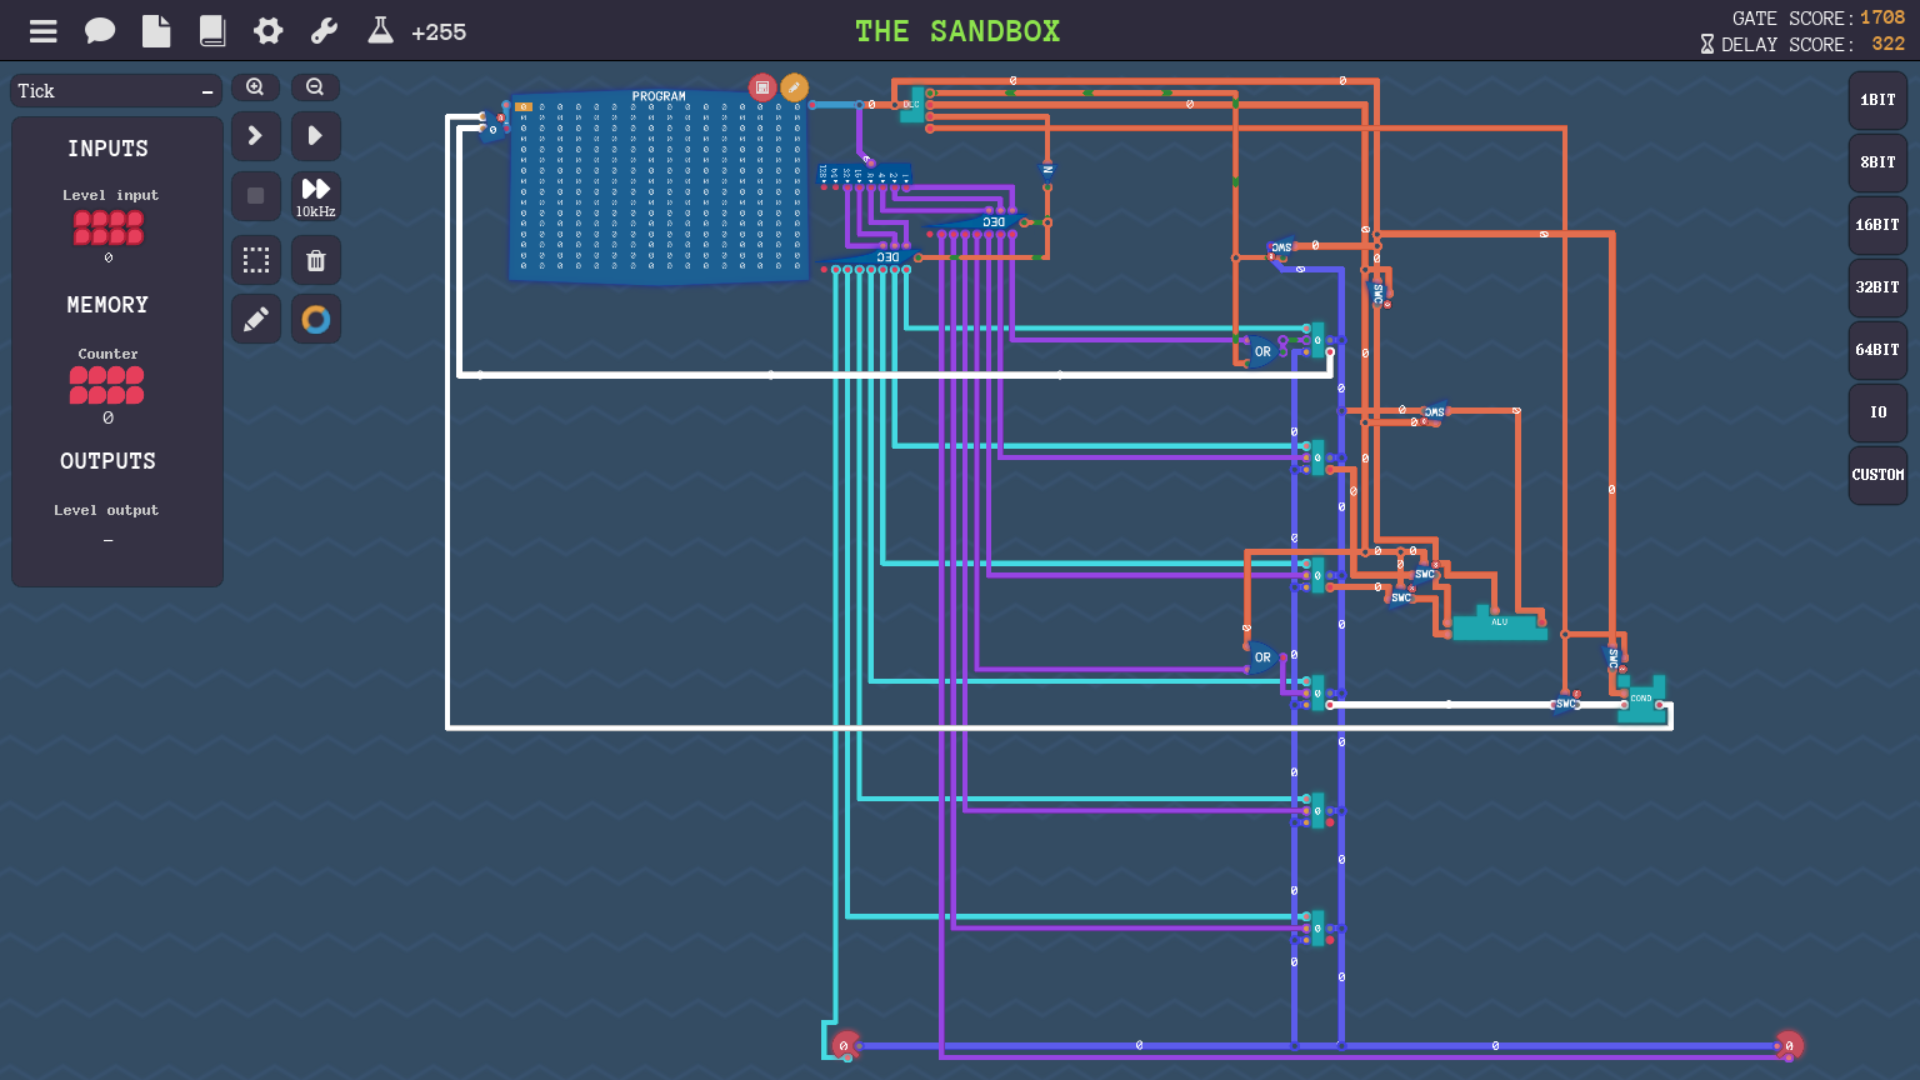 +255
THE SANDBOX
GATE SCORE: 1708
DELAY SCORE: 322
Tick
INPUTS
Level input
0
MEMORY
Counter
0
OUTPUTS
Level output
10kHz
PROGRAM
DLC
N
DEC
DEC
SWC
SWC
OR
SWC
SWC
SWC
ALU
OR
SWC
SWC
COND
1BIT
8BIT
16BIT
32BIT
64BIT
IO
CUSTOM